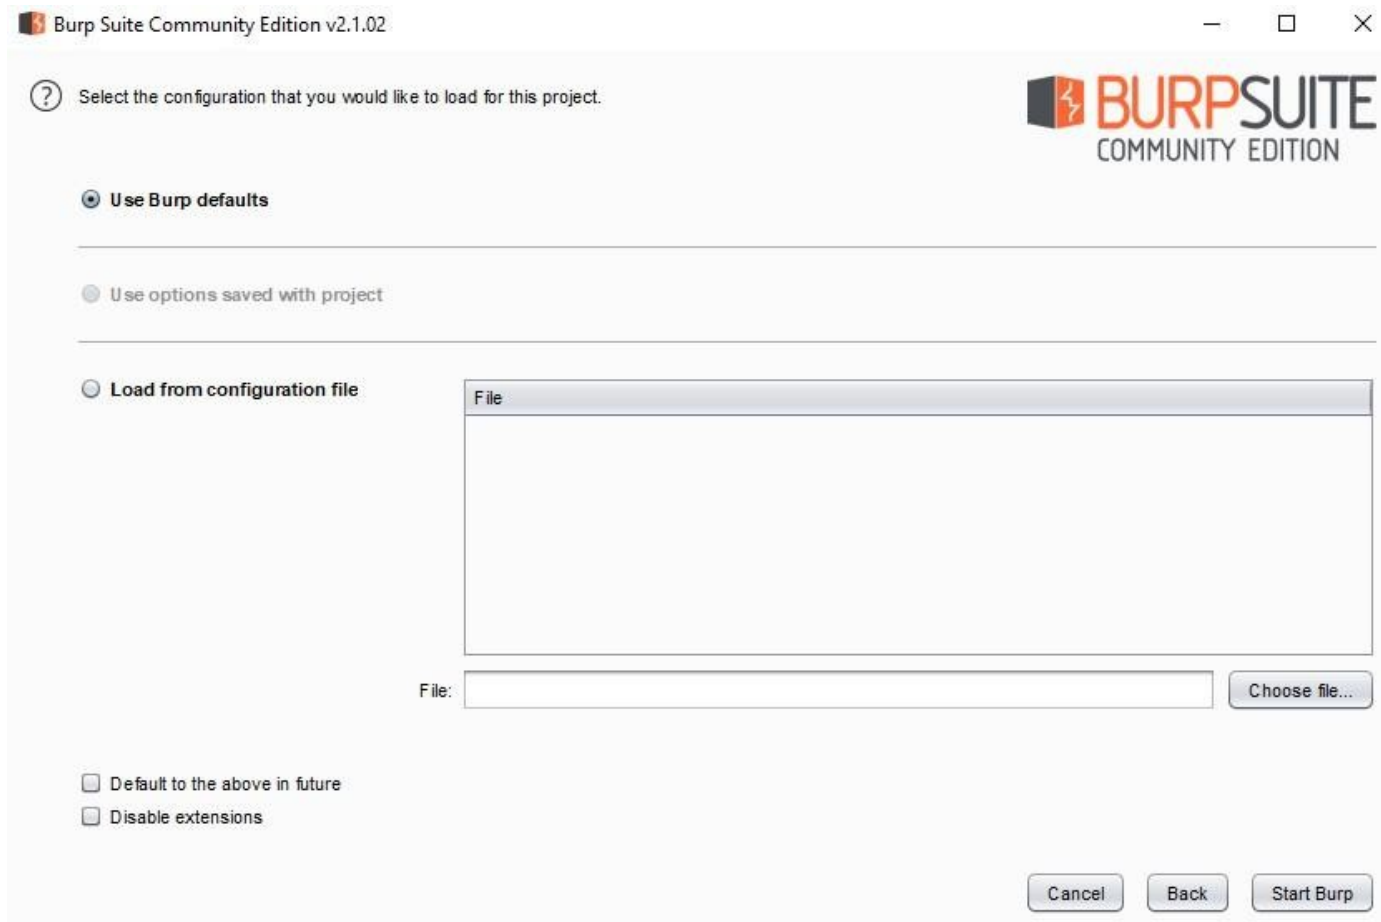 Burp Suite Community Edition v2.1.02
Select the configuration that you would like to load for this project.
BURPSUITE
COMMUNITY EDITION
Use Burp defaults
Use options saved with project
Load from configuration file
File
File:
Choose file...
Default to the above in future
Disable extensions
Cancel Back Start Burp